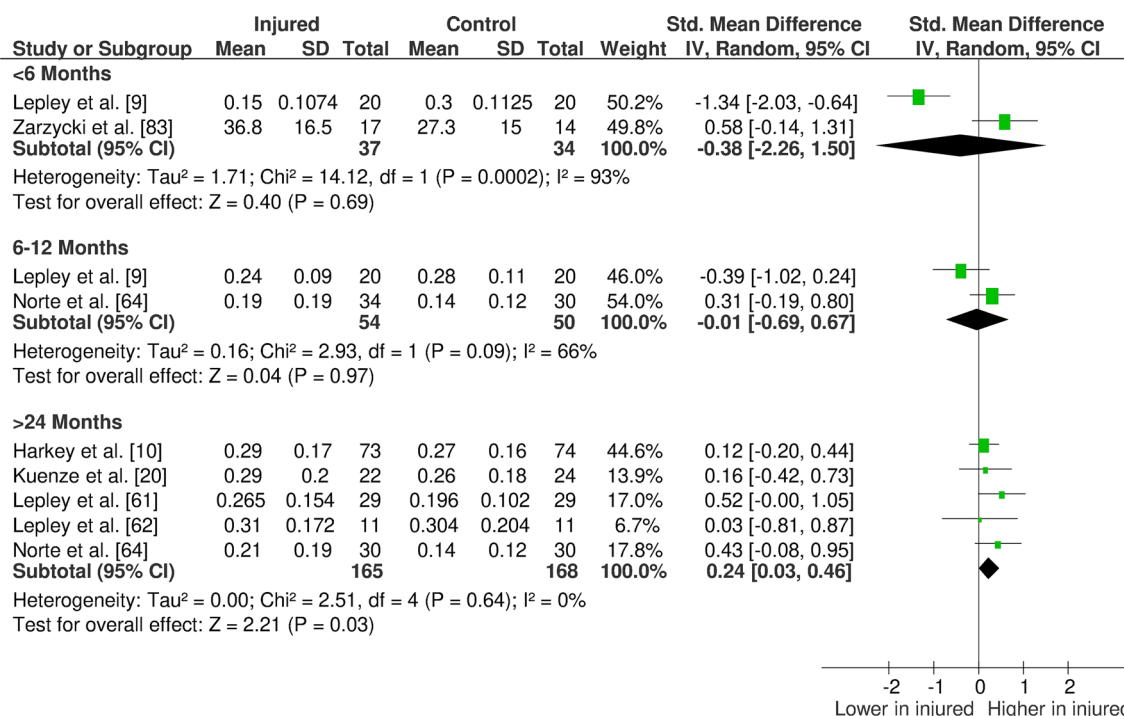 Injured Control Std. Mean Difference Std. Mean Difference
Study or Subgroup Mean SD Total Mean SD Total Weight IV, Random, 95% CI IV, Random, 95% CI
<6 Months
Lepley et al. [9] 0.15 0.1074 20 0.3 0.1125 20 50.2% -1.34 [-2.03, -0.64]
Zarzycki et al. [83] 36.8 16.5 17 27.3 15 14 49.8% 0.58 [-0.14, 1.31]
Subtotal (95% CI) 37 34 100.0% -0.38 [-2.26, 1.50]
Heterogeneity: Tau² = 1.71; Chi² = 14.12, df = 1 (P = 0.0002); I² = 93%
Test for overall effect: Z = 0.40 (P = 0.69)
6-12 Months
Lepley et al. [9] 0.24 0.09 20 0.28 0.11 20 46.0% -0.39 [-1.02, 0.24]
Norte et al. [64] 0.19 0.19 34 0.14 0.12 30 54.0% 0.31 [-0.19, 0.80]
Subtotal (95% CI) 54 50 100.0% -0.01 [-0.69, 0.67]
Heterogeneity: Tau² = 0.16; Chi² = 2.93, df = 1 (P = 0.09); I² = 66%
Test for overall effect: Z = 0.04 (P = 0.97)
>24 Months
Harkey et al. [10] 0.29 0.17 73 0.27 0.16 74 44.6% 0.12 [-0.20, 0.44]
Kuenze et al. [20] 0.29 0.2 22 0.26 0.18 24 13.9% 0.16 [-0.42, 0.73]
Lepley et al. [61] 0.265 0.154 29 0.196 0.102 29 17.0% 0.52 [-0.00, 1.05]
Lepley et al. [62] 0.31 0.172 11 0.304 0.204 11 6.7% 0.03 [-0.81, 0.87]
Norte et al. [64] 0.21 0.19 30 0.14 0.12 30 17.8% 0.43 [-0.08, 0.95]
Subtotal (95% CI) 165 168 100.0% 0.24 [0.03, 0.46]
Heterogeneity: Tau² = 0.00; Chi² = 2.51, df = 4 (P = 0.64); I² = 0%
Test for overall effect: Z = 2.21 (P = 0.03)
-2 -1 0 1 2
Lower in injured Higher in injured